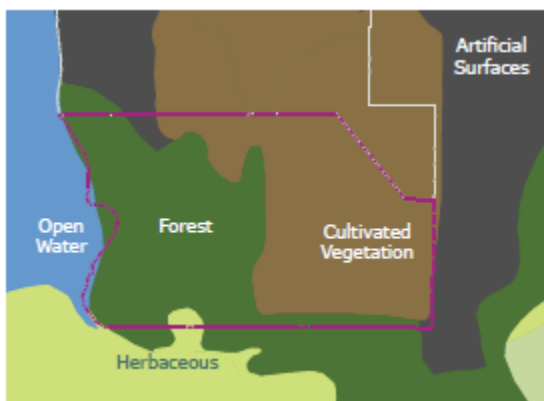 Artificial
Surfaces
Open
Water
Forest
Cultivated
Vegetation
Herbaceous